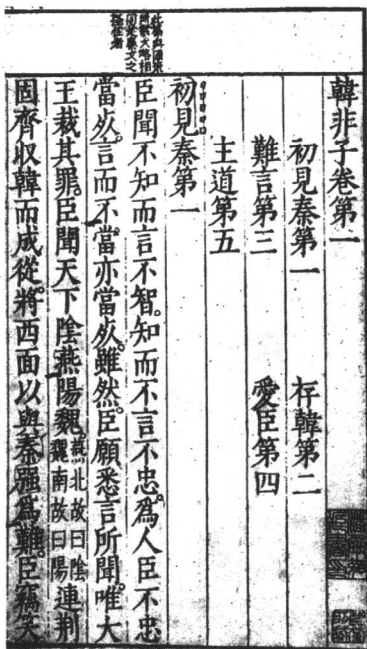 韓非子卷第一
初見秦第一 存韓第二
難言第三 愛臣第四
主道第五
初見秦第一
臣聞不知而言不智。知而不言不忠。為人臣不忠
當死。言而不當亦當死。雖然。臣願悉言所聞。唯大
王裁其罪。臣聞天下陰燕陽魏燕北故曰陰魏南故曰陽連荆
固齊収韓而成從。將西面以與秦强為難。臣竊笑